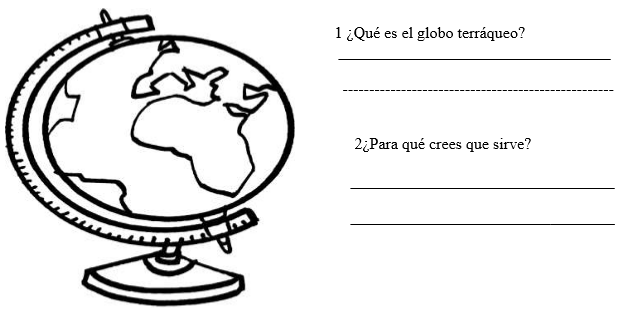 1 ¿Qué es el globo terráqueo?
2¿Para qué crees que sirve?